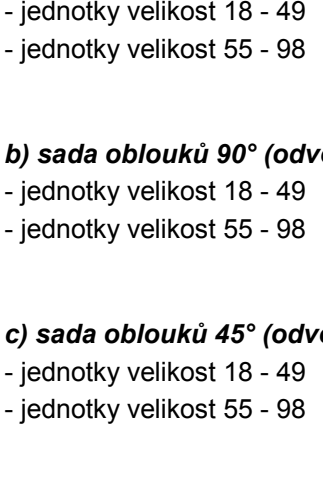 - jednotky velikost 18 - 49
- jednotky velikost 55 - 98
b) sada oblouků 90° (odv
- jednotky velikost 18 - 49
- jednotky velikost 55 - 98
c) sada oblouků 45° (odv
- jednotky velikost 18 - 49
- jednotky velikost 55 - 98